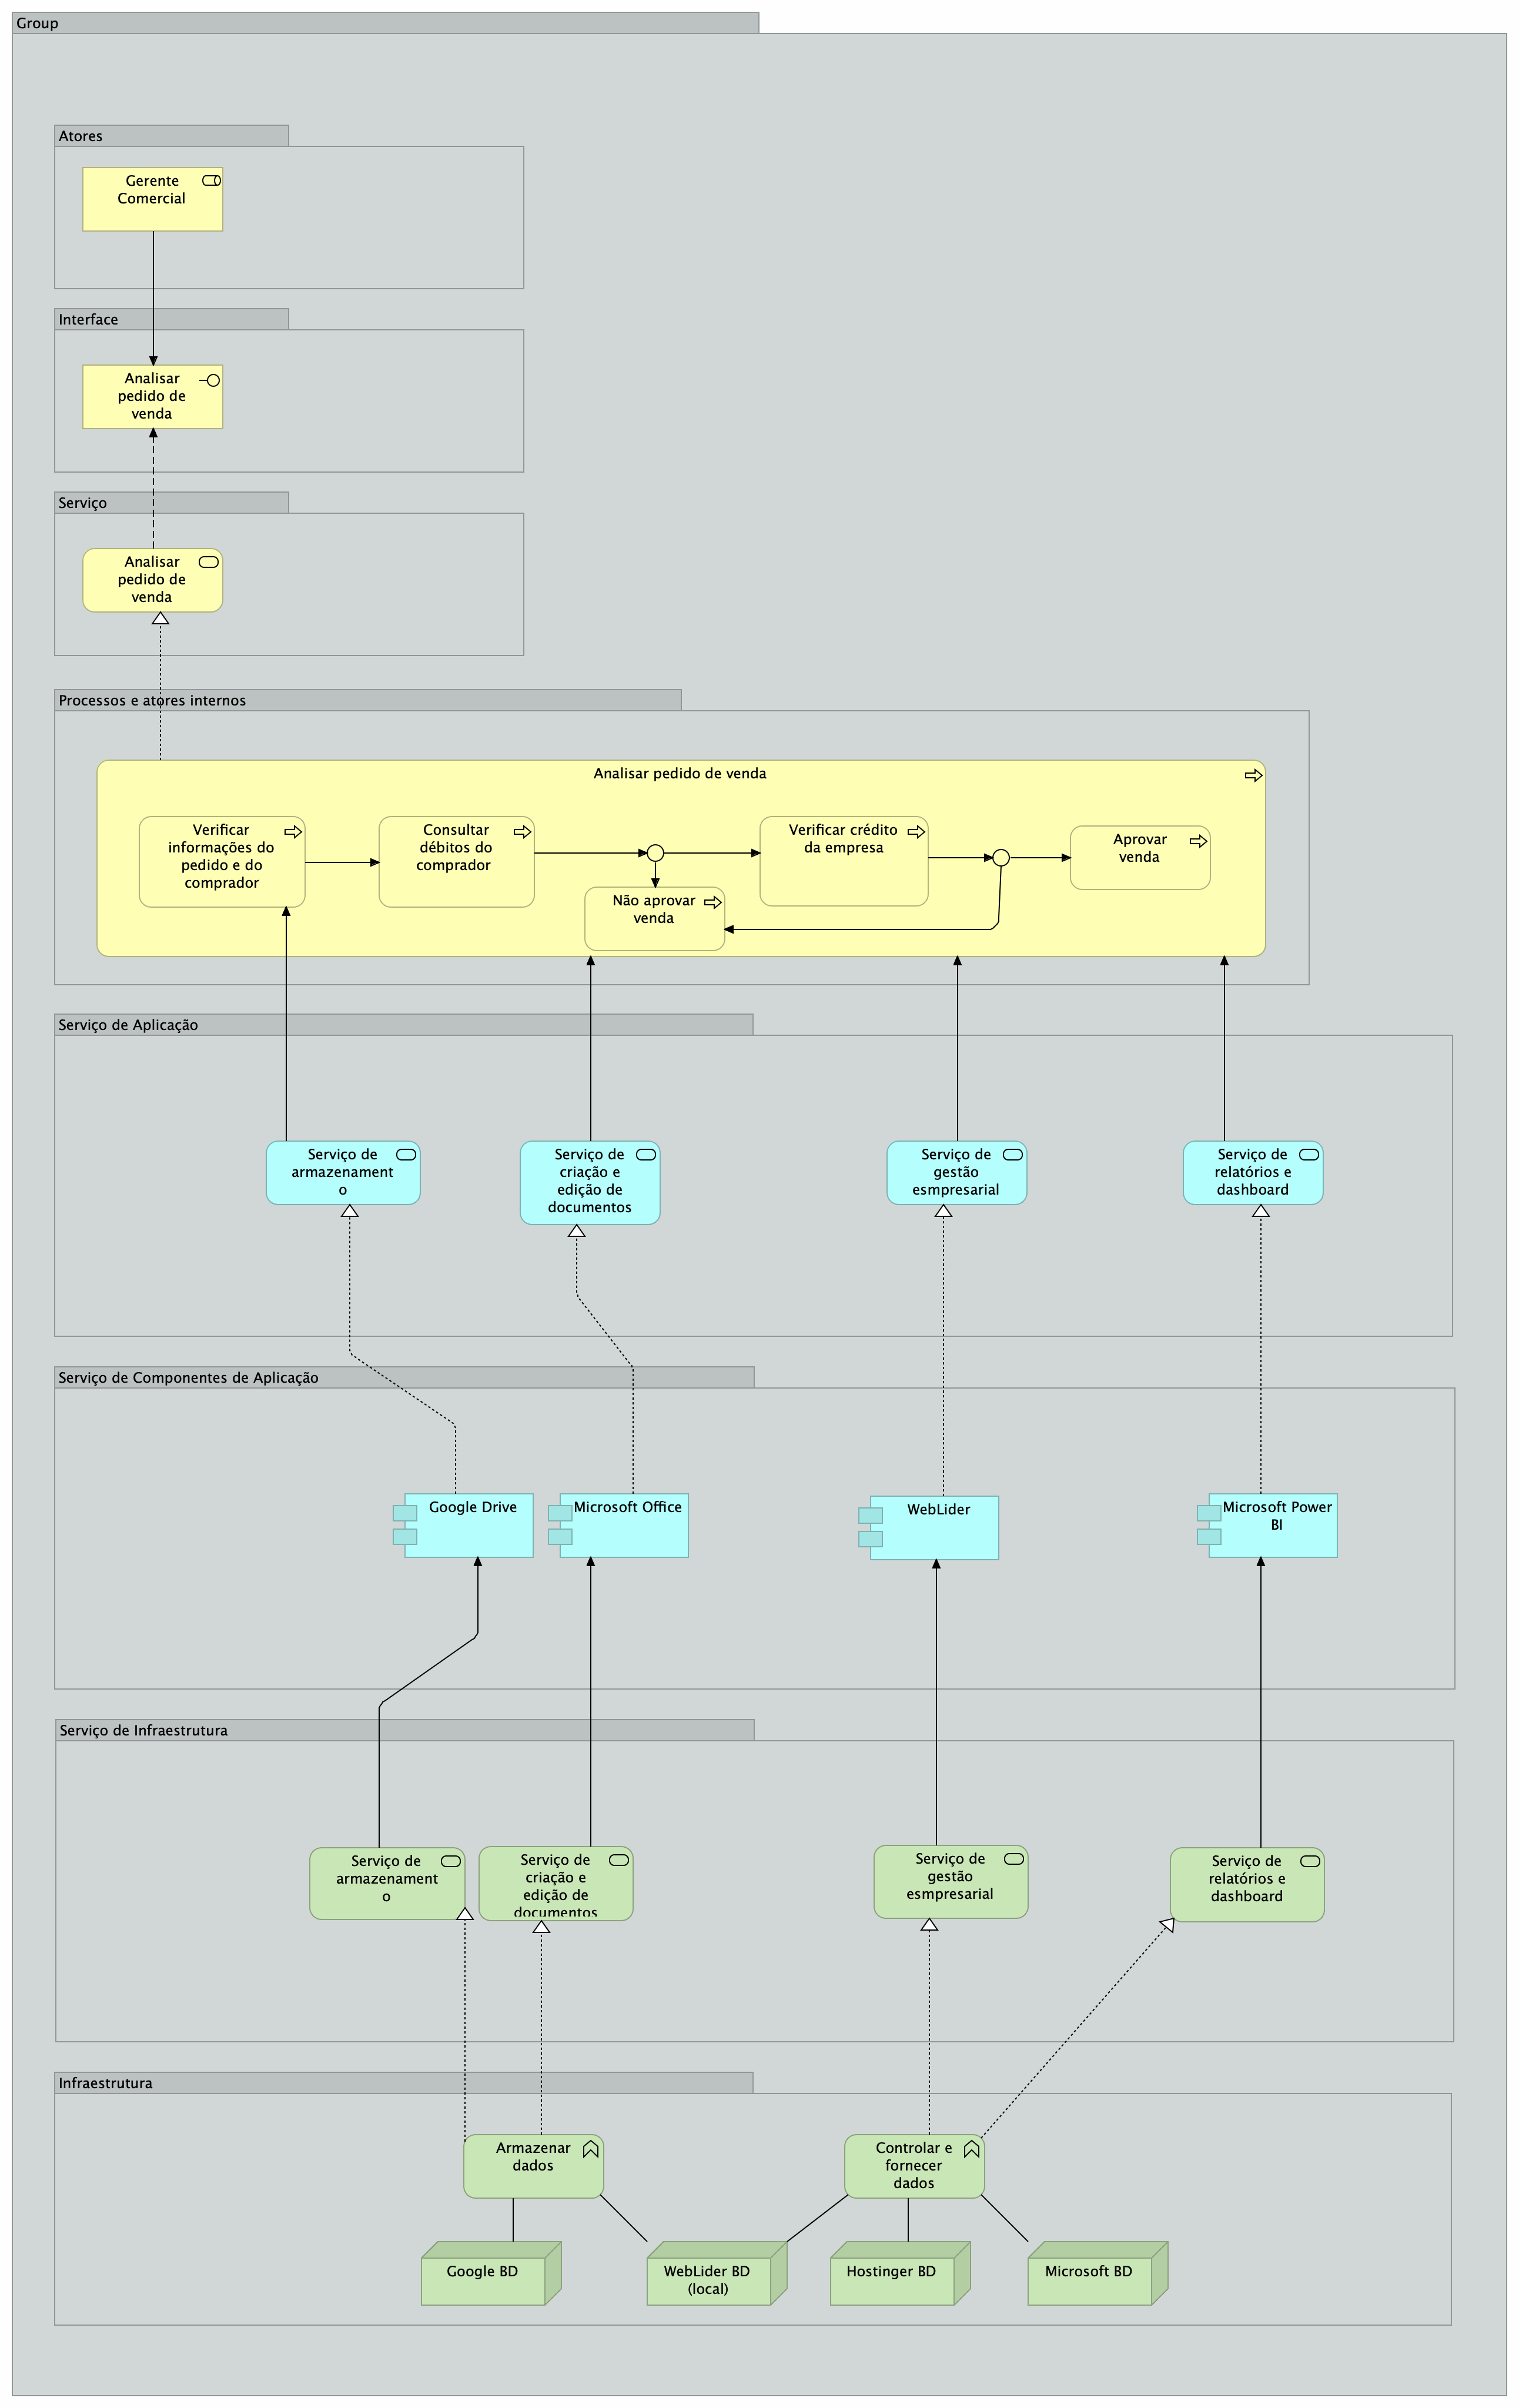 Group
Atores
Gerente
Comercial
Interface
Analisar
pedido de
venda
Serviço
Analisar
pedido de
venda
Processos e atores internos
Analisar pedido de venda
Verificar
informações do
pedido e do
comprador
Consultar
débitos do
comprador
Verificar crédito
da empresa
Aprovar
venda
Não aprovar
venda
Serviço de Aplicação
Serviço de
armazenament
o
Serviço de
criação e
edição de
documentos
Serviço de
gestão
esmpresarial
Serviço de
relatórios e
dashboard
Serviço de Componentes de Aplicação
Google Drive
Microsoft Office
WebLider
Microsoft Power
BI
Serviço de Infraestrutura
Serviço de
armazenament
o
Serviço de
criação e
edição de
documentos
Serviço de
gestão
esmpresarial
Serviço de
relatórios e
dashboard
Infraestrutura
Armazenar
dados
Controlar e
fornecer
dados
Google BD
WebLider BD
(local)
Hostinger BD
Microsoft BD